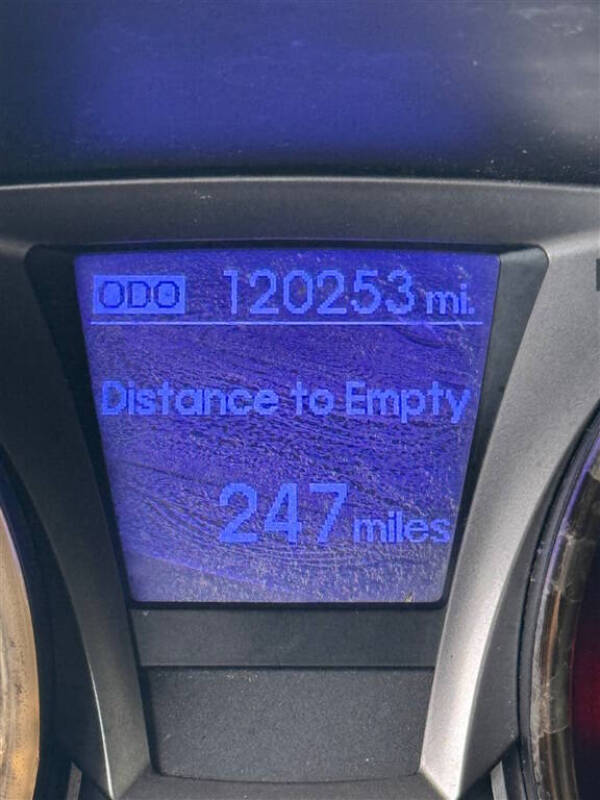 ODO 120253 mi.
Distance to Empty
247 miles